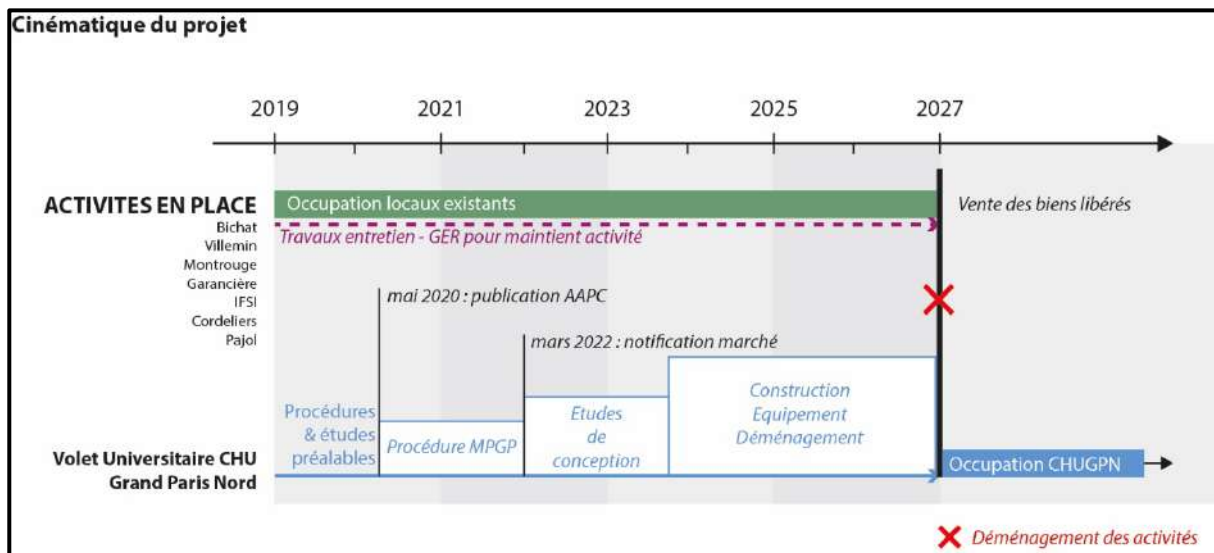 Cinématique du projet
2019 2021 2023 2025 2027
ACTIVITES EN PLACE
Bichat
Villemin
Montrouge
Garancière
IFSI
Cordeliers
Pajol
Occupation locaux existants
Travaux entretien - GER pour maintient activité
Vente des biens libérés
mai 2020 : publication AAPC
mars 2022 : notification marché
Procédures
& études
préalables
Procédure MPGP
Etudes
de
conception
Construction
Equipement
Déménagement
Volet Universitaire CHU
Grand Paris Nord
Occupation CHUGPN
Déménagement des activités